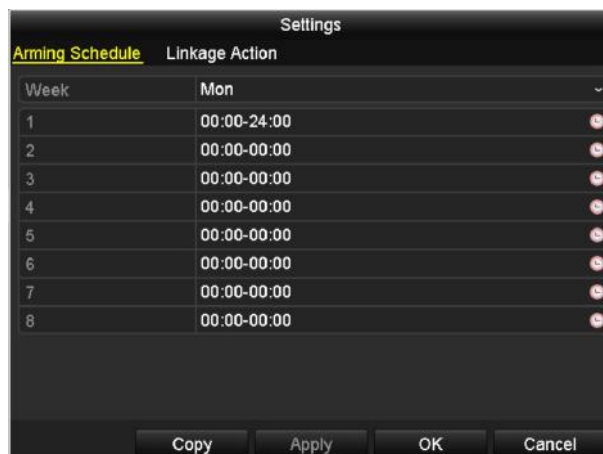 Settings
Arming Schedule Linkage Action
Week Mon
1 00:00-24:00
2 00:00-00:00
3 00:00-00:00
4 00:00-00:00
5 00:00-00:00
6 00:00-00:00
7 00:00-00:00
8 00:00-00:00
Copy Apply OK Cancel